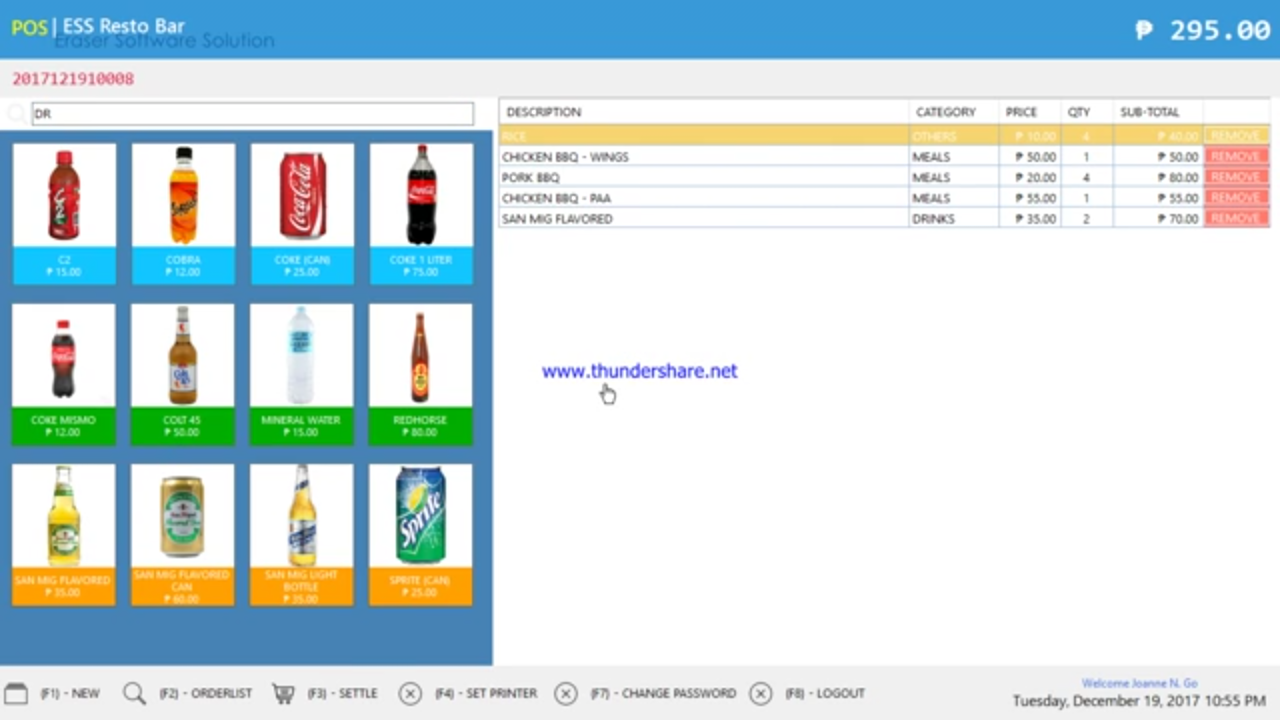 POS | ESS Resto Bar
Eraser Software Solution
₱ 295.00
2017121910008
DR
DESCRIPTION CATEGORY PRICE QTY SUB-TOTAL
RICE OTHERS ₱ 10.00 4 ₱ 40.00 REMOVE
CHICKEN BBQ - WINGS MEALS ₱ 50.00 1 ₱ 50.00 REMOVE
PORK BBQ MEALS ₱ 20.00 4 ₱ 80.00 REMOVE
CHICKEN BBQ - PAA MEALS ₱ 55.00 1 ₱ 55.00 REMOVE
SAN MIG FLAVORED DRINKS ₱ 35.00 2 ₱ 70.00 REMOVE
Coca-Cola
C2 COBRA COKE (CAN) COKE 1 LITER
₱ 15.00 ₱ 12.00 ₱ 25.00 ₱ 75.00
www.thundershare.net
COKE MISMO COLT 45 MINERAL WATER REDHORSE
₱ 12.00 ₱ 50.00 ₱ 15.00 ₱ 80.00
Sprite
SAN MIG FLAVORED
₱ 35.00
SAN MIG FLAVORED
CAN
₱ 60.00
SAN MIG LIGHT
BOTTLE
₱ 35.00
SPRITE (CAN)
₱ 25.00
(F1) - NEW (F2) - ORDERLIST (F3) - SETTLE (F4) - SET PRINTER (F7) - CHANGE PASSWORD (F8) - LOGOUT
Welcome Joanne N. Go
Tuesday, December 19, 2017 10:55 PM